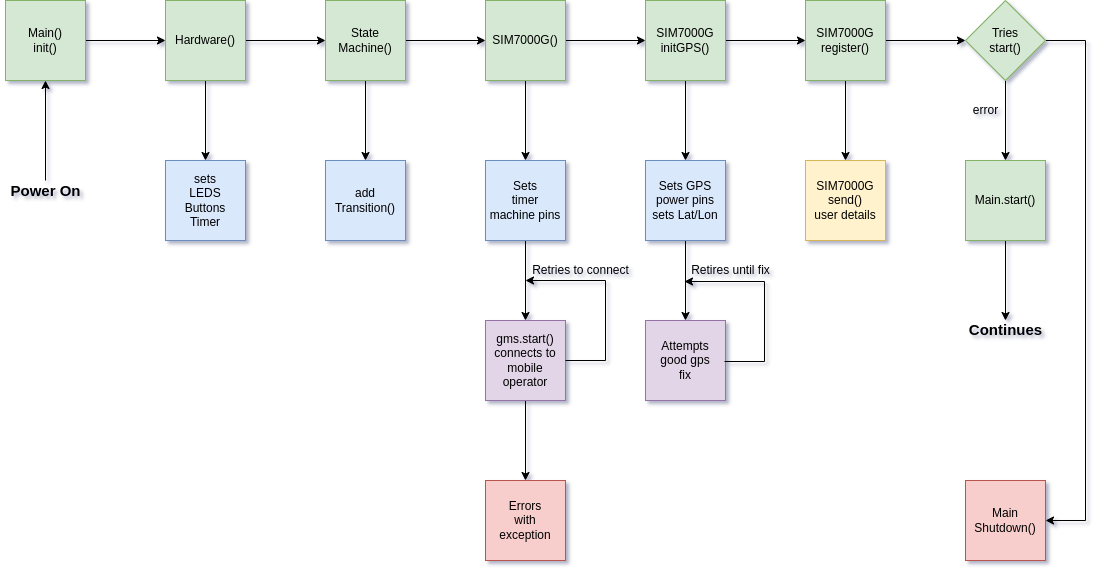 Main()
init()
Hardware()
State
Machine()
SIM7000G()
SIM7000G
initGPS()
SIM7000G
register()
Tries
start()
error
Power On
sets
LEDS
Buttons
Timer
add
Transition()
Sets
timer
machine pins
Sets GPS
power pins
sets Lat/Lon
SIM7000G
send()
user details
Main.start()
Retries to connect
Retires until fix
Continues
gms.start()
connects to
mobile
operator
Attempts
good gps
fix
Errors
with
exception
Main
Shutdown()